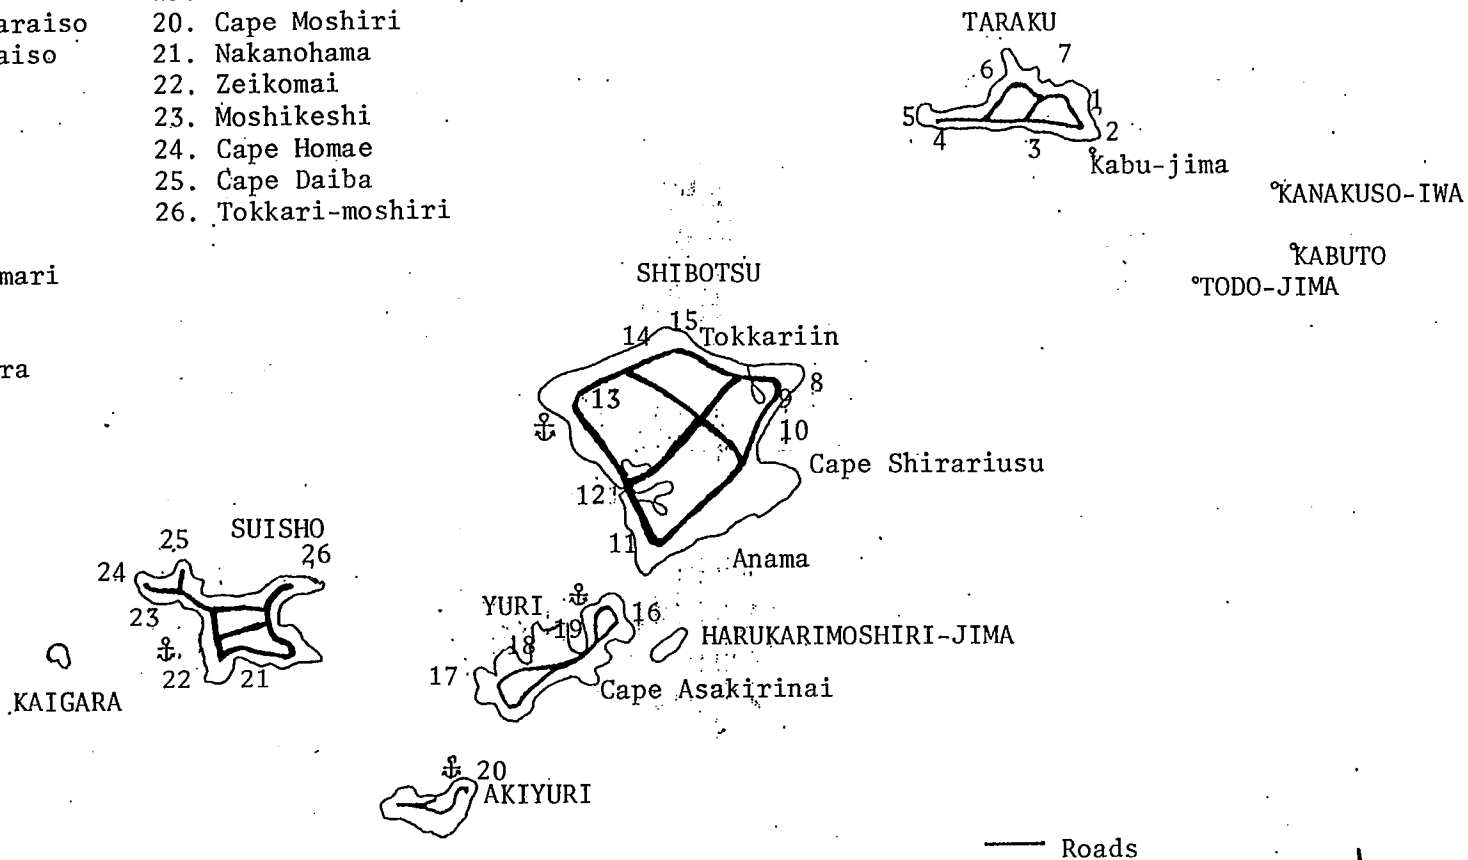 araiso
aiso
mari
ra
20. Cape Moshiri
21. Nakanohama
22. Zeikomai
23. Moshikeshi
24. Cape Homae
25. Cape Daiba
26. Tokkari-moshiri
TARAKU
7
6
1
5
2
4
3
Kabu-jima
KANAKUSO-IWA
KABUTO
TODO-JIMA
SHIBOTSU
15
14
Tokkariin
8
13
9
10
Cape Shirariusu
12
11
Anama
SUISHO
25
26
24
23
22
21
KAIGARA
YURI
16
19
18
17
HARUKARIMOSHIRI-JIMA
Cape Asakirinai
20
AKIYURI
Roads